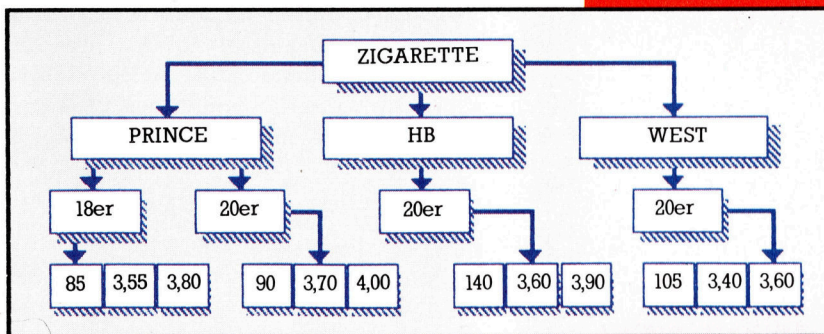 ZIGARETTE
PRINCE HB WEST
18er 20er 20er 20er
85 3,55 3,80 90 3,70 4,00 140 3,60 3,90 105 3,40 3,60